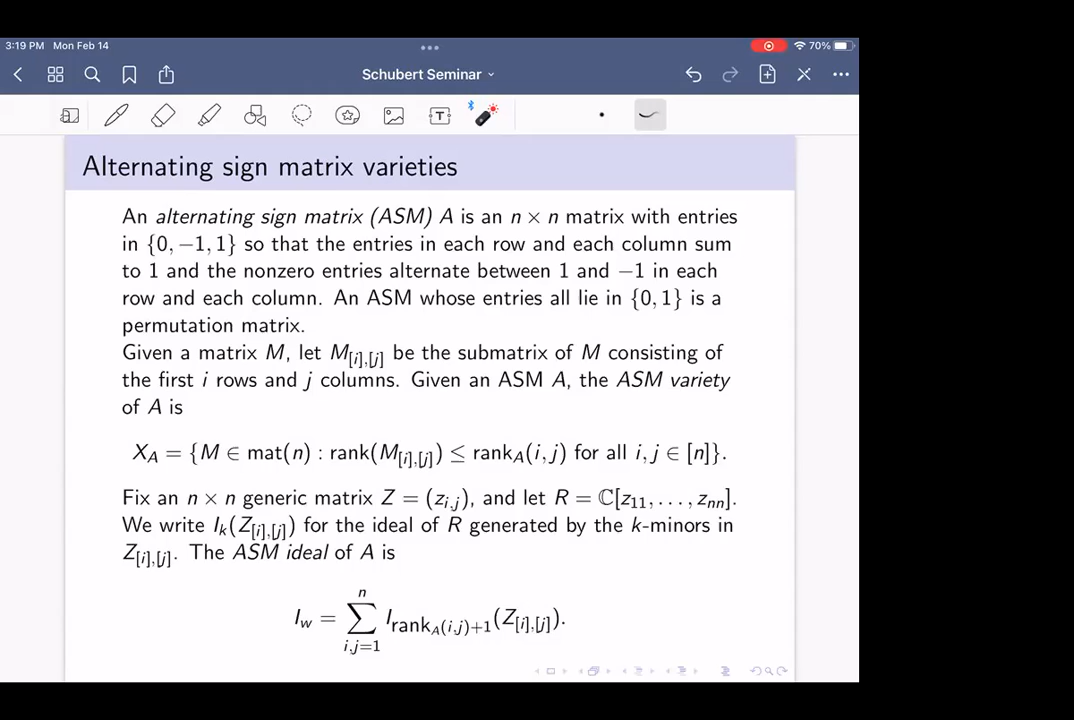 3:19 PM Mon Feb 14
70%
Schubert Seminar
T
Alternating sign matrix varieties
An alternating sign matrix (ASM) A is an n × n matrix with entries
in {0, −1, 1} so that the entries in each row and each column sum
to 1 and the nonzero entries alternate between 1 and −1 in each
row and each column. An ASM whose entries all lie in {0, 1} is a
permutation matrix.
Given a matrix M, let M_{[i],[j]} be the submatrix of M consisting of
the first i rows and j columns. Given an ASM A, the ASM variety
of A is
X_A = {M ∈ mat(n) : rank(M_{[i],[j]}) ≤ rank_A(i, j) for all i, j ∈ [n]}.
Fix an n × n generic matrix Z = (z_{i,j}), and let R = ℂ[z_{11}, . . . , z_{nn}].
We write I_k(Z_{[i],[j]}) for the ideal of R generated by the k-minors in
Z_{[i],[j]}. The ASM ideal of A is
I_w = ∑_{i,j=1}^{n} I_{rank_A(i,j)+1}(Z_{[i],[j]}).